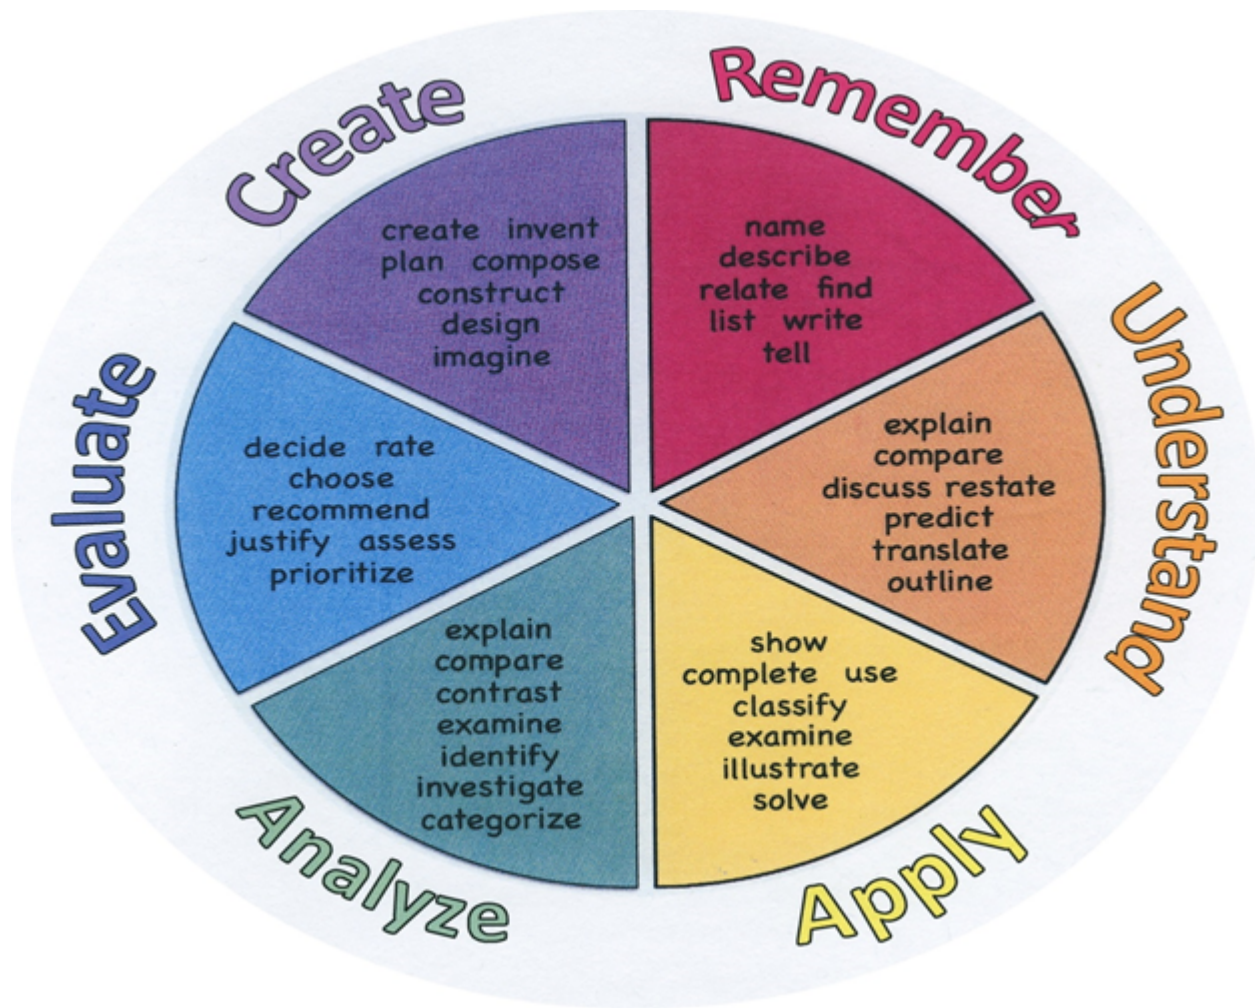 Remember
name
describe
relate find
list write
tell
Understand
explain
compare
discuss restate
predict
translate
outline
Apply
show
complete use
classify
examine
illustrate
solve
Analyze
explain
compare
contrast
examine
identify
investigate
categorize
Evaluate
decide rate
choose
recommend
justify assess
prioritize
Create
create invent
plan compose
construct
design
imagine